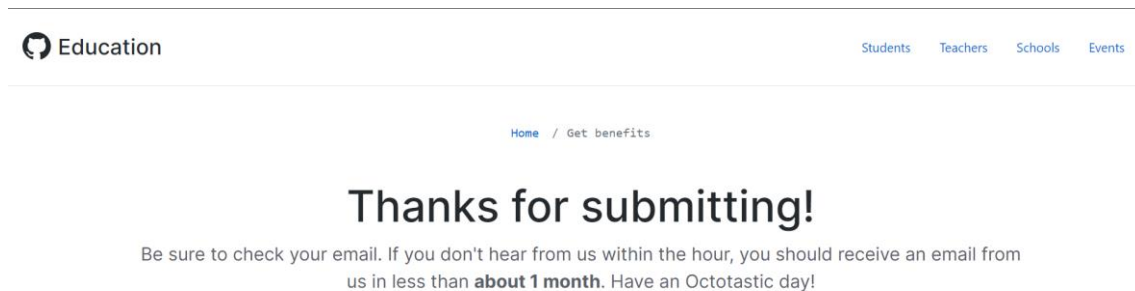 Education
Students Teachers Schools Events
Home / Get benefits
Thanks for submitting!
Be sure to check your email. If you don't hear from us within the hour, you should receive an email from
us in less than about 1 month. Have an Octotastic day!